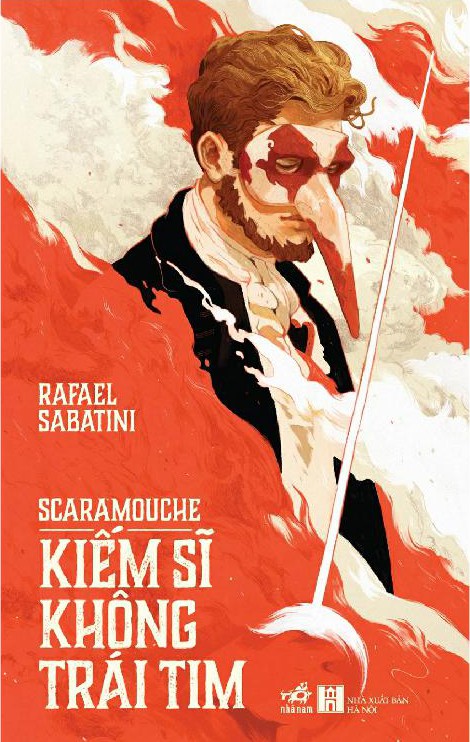 RAFAEL
SABATINI
SCARAMOUCHE
KIẾM SĨ
KHÔNG
TRÁI TIM
nhã nam
NHÀ XUẤT BẢN
HÀ NỘI